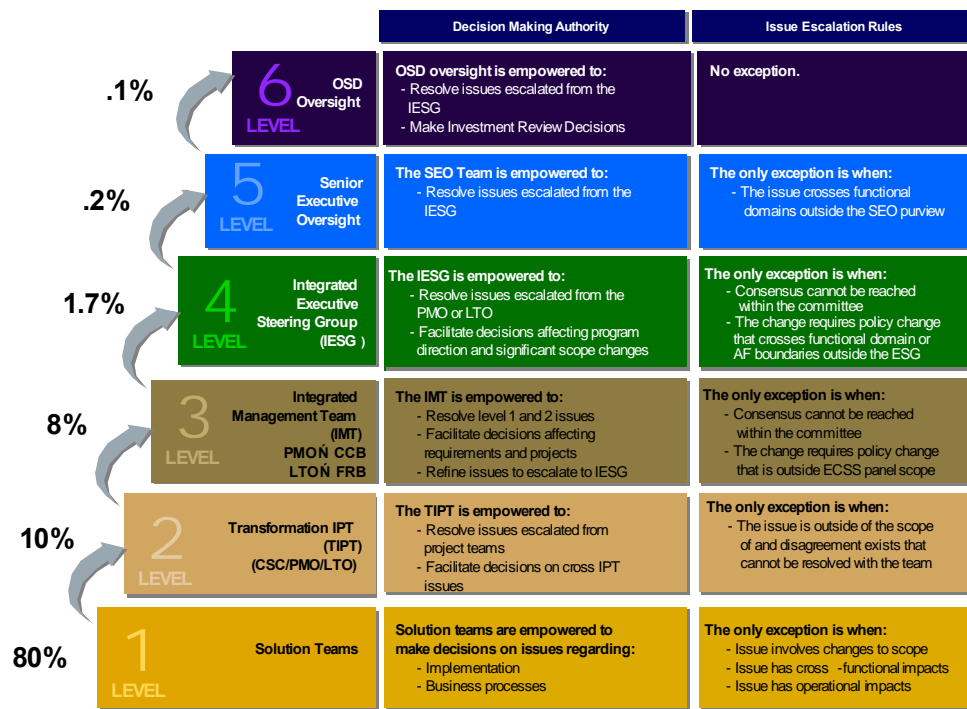 Decision Making Authority
Issue Escalation Rules
.1%
6
LEVEL
OSD
Oversight
OSD oversight is empowered to:
- Resolve issues escalated from the
IESG
- Make Investment Review Decisions
No exception.
.2%
5
LEVEL
Senior
Executive
Oversight
The SEO Team is empowered to:
- Resolve issues escalated from the
IESG
The only exception is when:
- The issue crosses functional
domains outside the SEO purview
1.7%
4
LEVEL
Integrated
Executive
Steering Group
(IESG )
The IESG is empowered to:
- Resolve issues escalated from the
PMO or LTO
- Facilitate decisions affecting program
direction and significant scope changes
The only exception is when:
- Consensus cannot be reached
within the committee
- The change requires policy change
that crosses functional domain or
AF boundaries outside the ESG
8%
3
LEVEL
Integrated
Management Team
(IMT)
PMOŃ CCB
LTOŃ FRB
The IMT is empowered to:
- Resolve level 1 and 2 issues
- Facilitate decisions affecting
requirements and projects
- Refine issues to escalate to IESG
The only exception is when:
- Consensus cannot be reached
within the committee
- The change requires policy change
that is outside ECSS panel scope
10%
2
LEVEL
Transformation IPT
(TIPT)
(CSC/PMO/LTO)
The TIPT is empowered to:
- Resolve issues escalated from
project teams
- Facilitate decisions on cross IPT
issues
The only exception is when:
- The issue is outside of the scope
of and disagreement exists that
cannot be resolved with the team
80%
1
LEVEL
Solution Teams
Solution teams are empowered to
make decisions on issues regarding:
- Implementation
- Business processes
The only exception is when:
- Issue involves changes to scope
- Issue has cross -functional impacts
- Issue has operational impacts